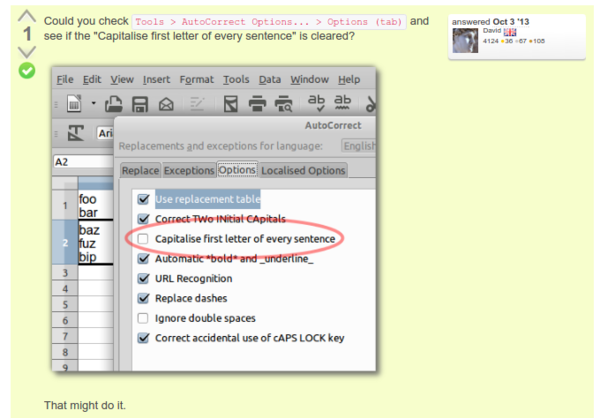 Could you check Tools > AutoCorrect Options... > Options (tab) and
see if the "Capitalise first letter of every sentence" is cleared?
answered Oct 3 '13
David
4124 ●36 ●67 ●108
1
File Edit View Insert Format Tools Data Window Help
Ari
AutoCorrect
Replacements and exceptions for language: English
A2
Replace Exceptions Options Localised Options
1 foo
bar
2 baz
fuz
bip
3
4
5
6
7
8
9
Use replacement table
Correct TWo INitial CApitals
Capitalise first letter of every sentence
Automatic *bold* and _underline_
URL Recognition
Replace dashes
Ignore double spaces
Correct accidental use of cAPS LOCK key
That might do it.